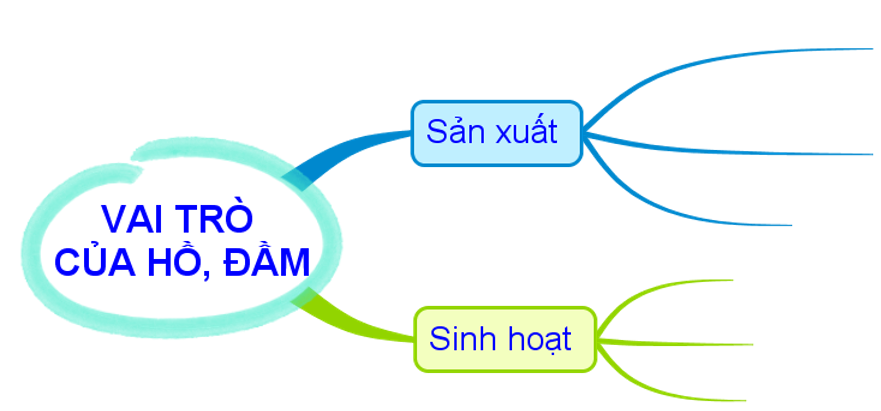 VAI TRÒ
CỦA HỒ, ĐẦM
Sản xuất
Sinh hoạt